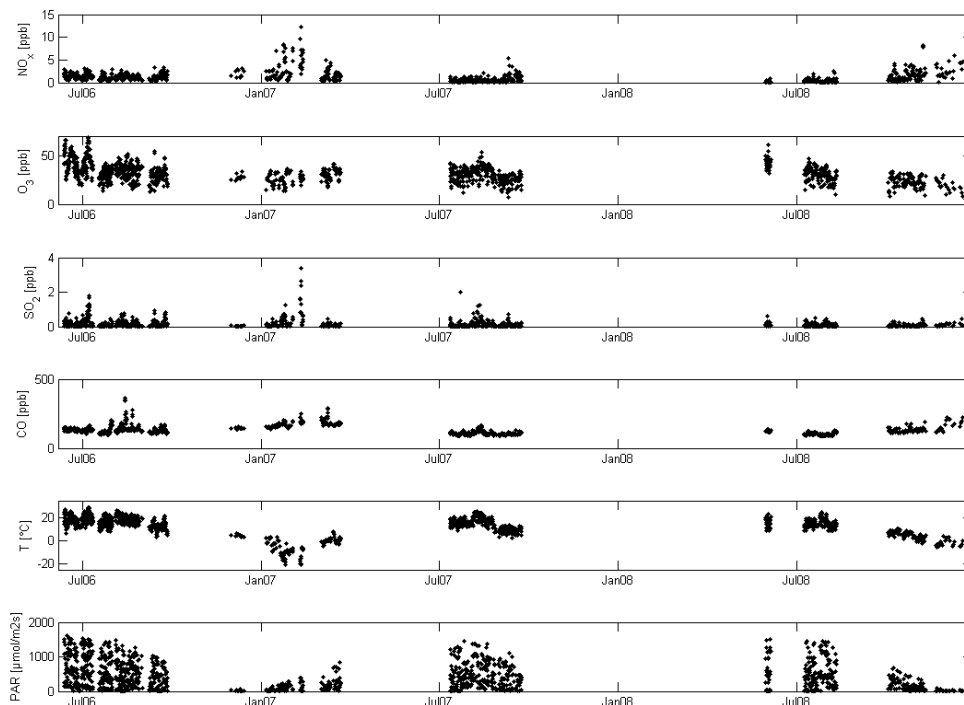 15
10
5
0
NOx [ppb]
Jul06 Jan07 Jul07 Jan08 Jul08
50
0
O3 [ppb]
Jul06 Jan07 Jul07 Jan08 Jul08
4
2
0
SO2 [ppb]
Jul06 Jan07 Jul07 Jan08 Jul08
500
0
CO [ppb]
Jul06 Jan07 Jul07 Jan08 Jul08
20
0
-20
T [°C]
Jul06 Jan07 Jul07 Jan08 Jul08
2000
1000
0
PAR [µmol/m2s]
Jul06 Jan07 Jul07 Jan08 Jul08